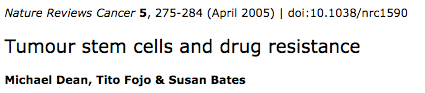 Nature Reviews Cancer 5, 275-284 (April 2005) | doi:10.1038/nrc1590
Tumour stem cells and drug resistance
Michael Dean, Tito Fojo & Susan Bates